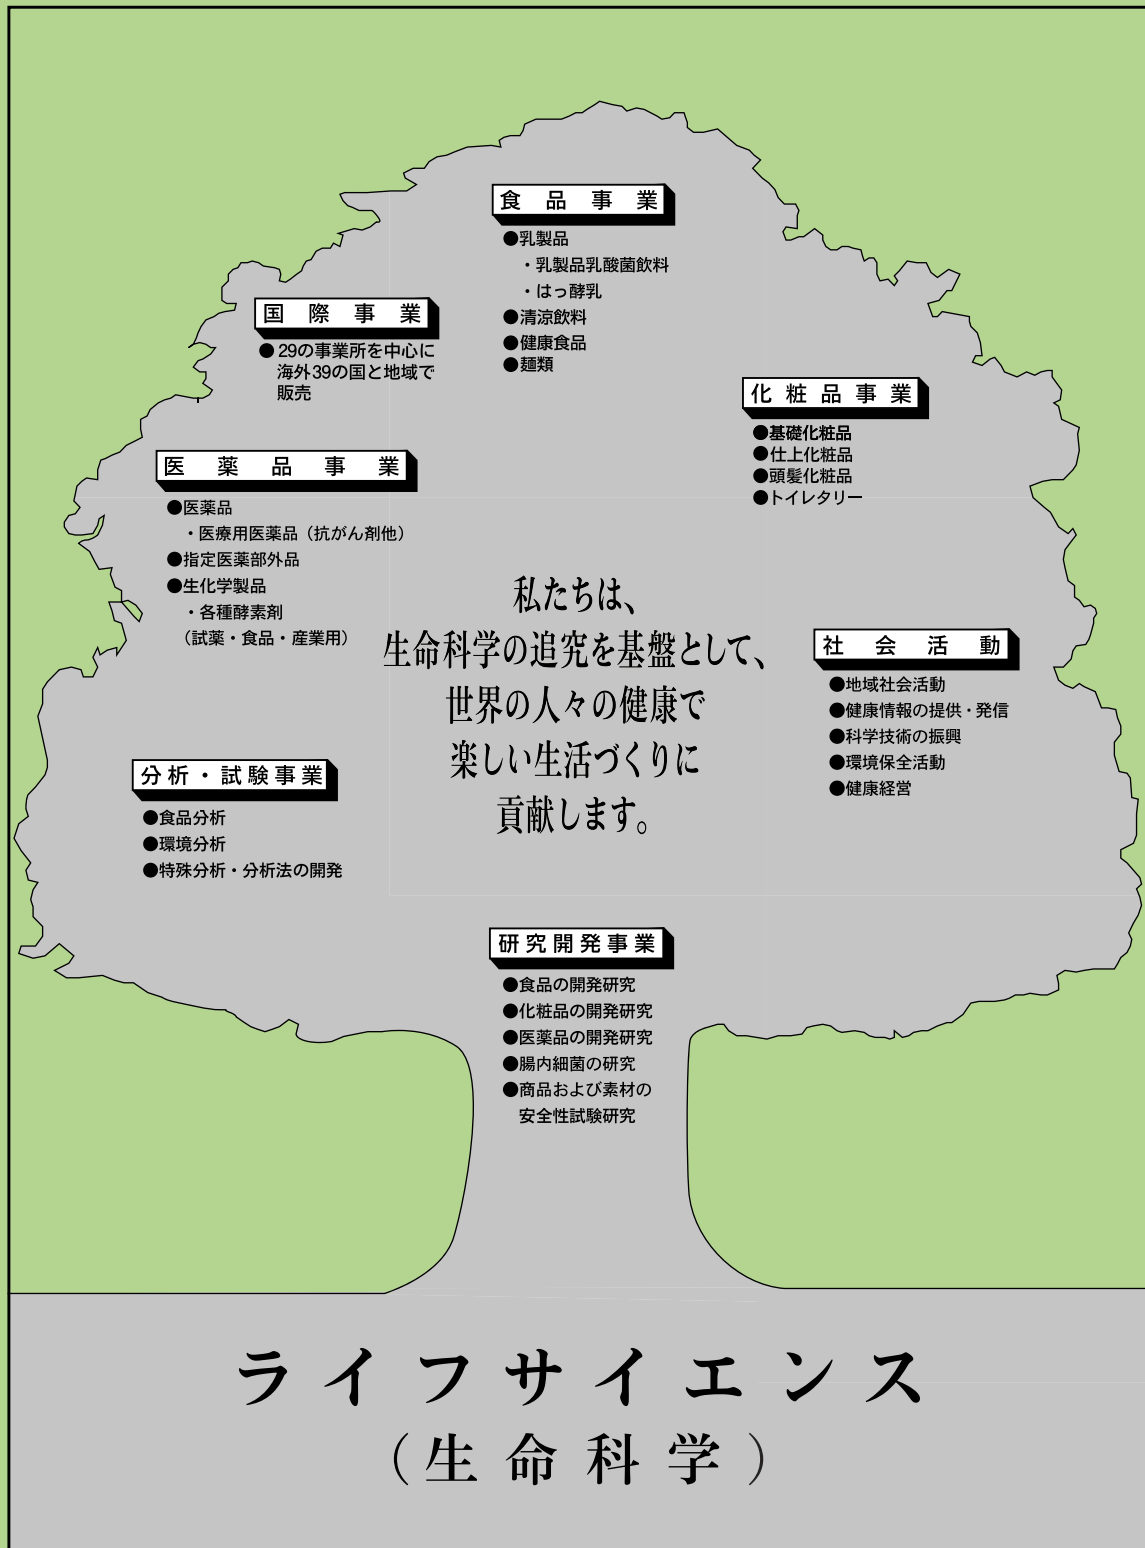 食品事業
●乳製品
・乳製品乳酸菌飲料
・はっ酵乳
●清涼飲料
●健康食品
●麺類
国際事業
●29の事業所を中心に
海外39の国と地域で
販売
化粧品事業
●基礎化粧品
●仕上化粧品
●頭髪化粧品
●トイレタリー
医薬品事業
●医薬品
・医療用医薬品（抗がん剤他）
●指定医薬部外品
●生化学製品
・各種酵素剤
（試薬・食品・産業用）
私たちは、
生命科学の追究を基盤として、
世界の人々の健康で
楽しい生活づくりに
貢献します。
社会活動
●地域社会活動
●健康情報の提供・発信
●科学技術の振興
●環境保全活動
●健康経営
分析・試験事業
●食品分析
●環境分析
●特殊分析・分析法の開発
研究開発事業
●食品の開発研究
●化粧品の開発研究
●医薬品の開発研究
●腸内細菌の研究
●商品および素材の
安全性試験研究
ライフサイエンス
（生命科学）